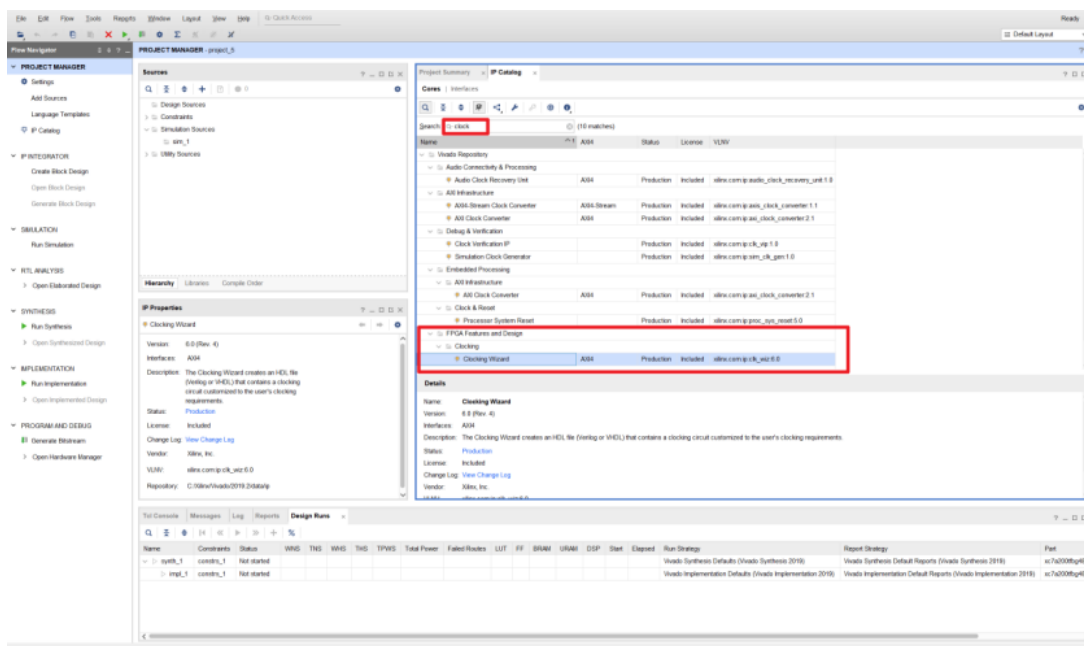 File Edit Flow Tools Reports Window Layout View Help Quick Access
Ready
Default Layout
Flow Navigator
PROJECT MANAGER - project_5
PROJECT MANAGER
Settings
Add Sources
Language Templates
IP Catalog
IP INTEGRATOR
Create Block Design
Open Block Design
Generate Block Design
SIMULATION
Run Simulation
RTL ANALYSIS
Open Elaborated Design
SYNTHESIS
Run Synthesis
Open Synthesized Design
IMPLEMENTATION
Run Implementation
Open Implemented Design
PROGRAM AND DEBUG
Generate Bitstream
Open Hardware Manager
Sources
Design Sources
Constraints
Simulation Sources
sim_1
Utility Sources
Hierarchy Libraries Compile Order
IP Properties
Clocking Wizard
Version: 6.0 (Rev. 4)
Interfaces: AXI4
Description: The Clocking Wizard creates an HDL file
(Verilog or VHDL) that contains a clocking
circuit customized to the user's clocking
requirements.
Status: Production
License: Included
Change Log: View Change Log
Vendor: Xilinx, Inc.
VLNV: xilinx.com:ip:clk_wiz:6.0
Repository: C:/Xilinx/Vivado/2019.2/data/ip
Project Summary IP Catalog
Cores Interfaces
Search: clock (10 matches)
Name AXI4 Status License VLNV
Vivado Repository
Audio Connectivity & Processing
Audio Clock Recovery Unit AXI4 Production Included xilinx.com:ip:audio_clock_recovery_unit:1.0
AXI Infrastructure
AXI4-Stream Clock Converter AXI4-Stream Production Included xilinx.com:ip:axis_clock_converter:1.1
AXI Clock Converter AXI4 Production Included xilinx.com:ip:axi_clock_converter:2.1
Debug & Verification
Clock Verification IP Production Included xilinx.com:ip:clk_vip:1.0
Simulation Clock Generator Production Included xilinx.com:ip:sim_clk_gen:1.0
Embedded Processing
AXI Infrastructure
AXI Clock Converter AXI4 Production Included xilinx.com:ip:axi_clock_converter:2.1
Clock & Reset
Processor System Reset Production Included xilinx.com:ip:proc_sys_reset:5.0
FPGA Features and Design
Clocking
Clocking Wizard AXI4 Production Included xilinx.com:ip:clk_wiz:6.0
Details
Name: Clocking Wizard
Version: 6.0 (Rev. 4)
Interfaces: AXI4
Description: The Clocking Wizard creates an HDL file (Verilog or VHDL) that contains a clocking circuit customized to the user's clocking requirements.
Status: Production
License: Included
Change Log: View Change Log
Vendor: Xilinx, Inc.
Tcl Console Messages Log Reports Design Runs
Name Constraints Status WNS TNS WHS THS TPWS Total Power Failed Routes LUT FF BRAM URAM DSP Start Elapsed Run Strategy Report Strategy Part
synth_1 constrs_1 Not started Vivado Synthesis Defaults (Vivado Synthesis 2019) Vivado Synthesis Default Reports (Vivado Synthesis 2019)
impl_1 constrs_1 Not started Vivado Implementation Defaults (Vivado Implementation 2019) Vivado Implementation Default Reports (Vivado Implementation 2019)